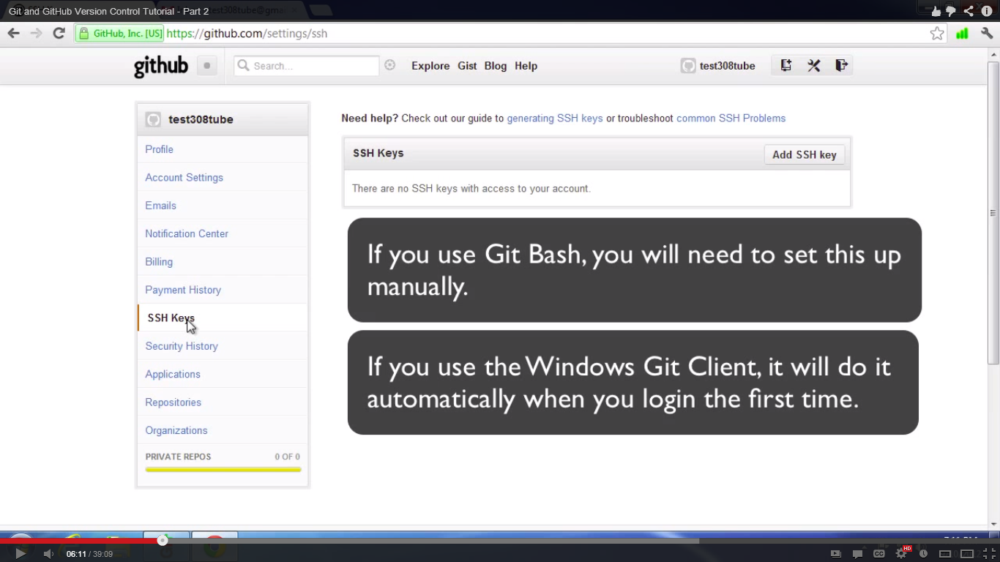 Git and GitHub Version Control Tutorial - Part 2
GitHub, Inc. [US] https://github.com/settings/ssh
github Search... Explore Gist Blog Help test308tube
test308tube
Profile
Account Settings
Emails
Notification Center
Billing
Payment History
SSH Keys
Security History
Applications
Repositories
Organizations
PRIVATE REPOS 0 OF 0
Need help? Check out our guide to generating SSH keys or troubleshoot common SSH Problems
SSH Keys Add SSH key
There are no SSH keys with access to your account.
If you use Git Bash, you will need to set this up
manually.
If you use the Windows Git Client, it will do it
automatically when you login the first time.
06:11 / 39:09
CC HD